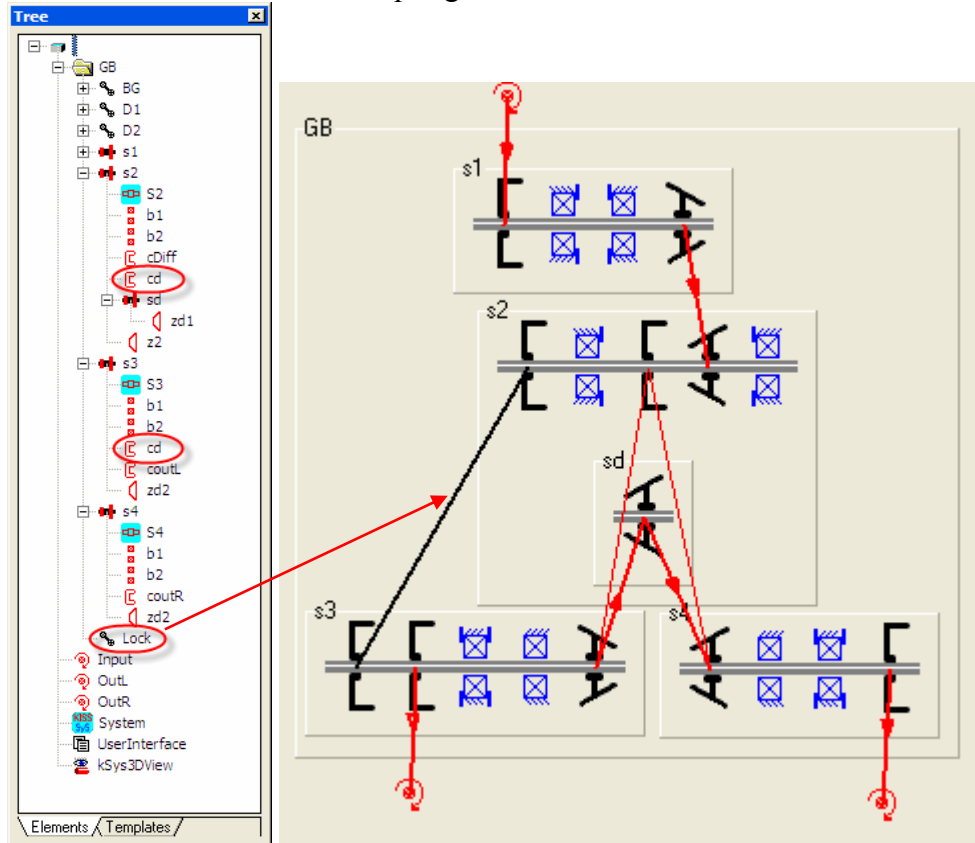 Tree
GB
BG
D1
D2
s1
s2
S2
b1
b2
cDiff
cd
sd
zd1
z2
s3
S3
b1
b2
cd
coutL
zd2
s4
S4
b1
b2
coutR
zd2
Lock
Input
OutL
OutR
KISS
sys
System
UserInterface
kSys3DView
Elements Templates
GB
s1
s2
sd
s3
s4